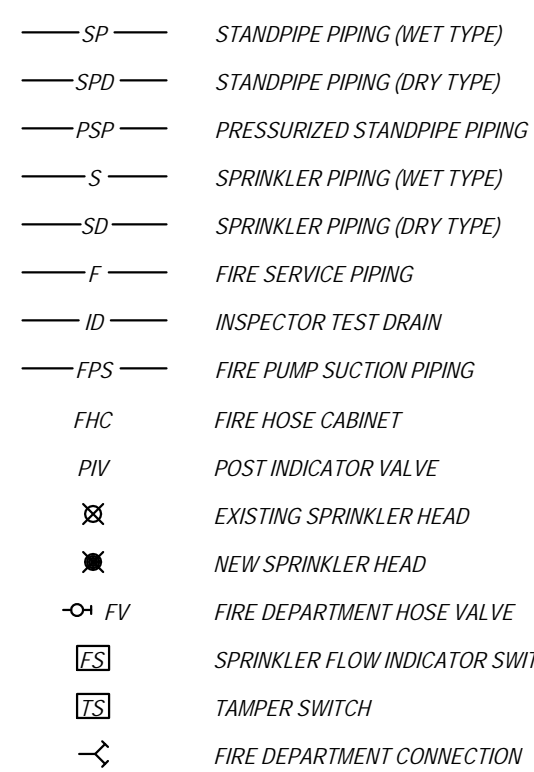 SP STANDPIPE PIPING (WET TYPE)
SPD STANDPIPE PIPING (DRY TYPE)
PSP PRESSURIZED STANDPIPE PIPING
S SPRINKLER PIPING (WET TYPE)
SD SPRINKLER PIPING (DRY TYPE)
F FIRE SERVICE PIPING
ID INSPECTOR TEST DRAIN
FPS FIRE PUMP SUCTION PIPING
FHC FIRE HOSE CABINET
PIV POST INDICATOR VALVE
EXISTING SPRINKLER HEAD
NEW SPRINKLER HEAD
FV FIRE DEPARTMENT HOSE VALVE
FS SPRINKLER FLOW INDICATOR
TS TAMPER SWITCH
FIRE DEPARTMENT CONNECTION